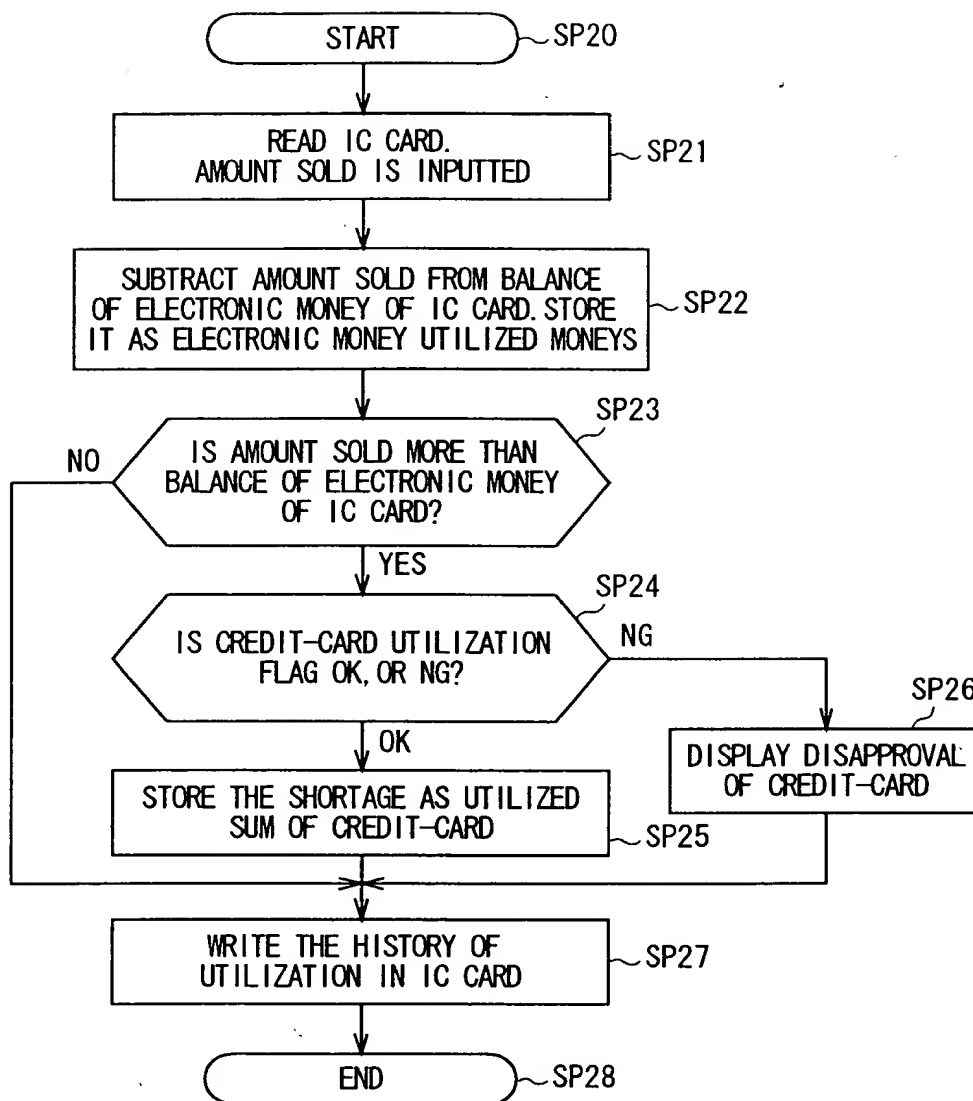 START
SP20
READ IC CARD.
AMOUNT SOLD IS INPUTTED
SP21
SUBTRACT AMOUNT SOLD FROM BALANCE
OF ELECTRONIC MONEY OF IC CARD. STORE
IT AS ELECTRONIC MONEY UTILIZED MONEYS
SP22
SP23
IS AMOUNT SOLD MORE THAN
BALANCE OF ELECTRONIC MONEY
OF IC CARD?
NO
YES
SP24
IS CREDIT-CARD UTILIZATION
FLAG OK, OR NG?
NG
OK
SP26
DISPLAY DISAPPROVAL
OF CREDIT-CARD
STORE THE SHORTAGE AS UTILIZED
SUM OF CREDIT-CARD
SP25
WRITE THE HISTORY OF
UTILIZATION IN IC CARD
SP27
END
SP28